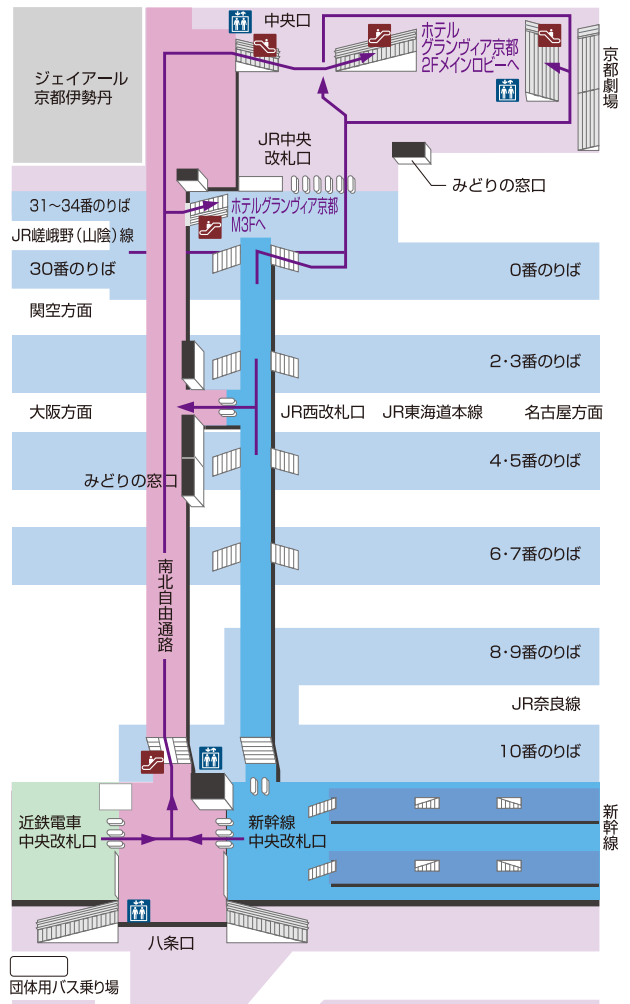 中央口
ホテル
グランヴィア京都
2Fメインロビーへ
京都劇場
ジェイアール
京都伊勢丹
JR中央
改札口
みどりの窓口
31〜34番のりば
ホテルグランヴィア京都
M3Fへ
JR嵯峨野(山陰)線
30番のりば
0番のりば
関空方面
2・3番のりば
大阪方面
JR西改札口
JR東海道本線
名古屋方面
4・5番のりば
みどりの窓口
6・7番のりば
南北自由通路
8・9番のりば
JR奈良線
10番のりば
近鉄電車
中央改札口
新幹線
中央改札口
新幹線
八条口
団体用バス乗り場